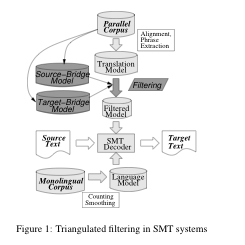 Parallel
Corpus
Alignment,
Phrase
Extraction
Translation
Model
Source-Bridge
Model
Filtering
Target-Bridge
Model
Filtered
Model
Source
Text
SMT
Decoder
Target
Text
Monolingual
Corpus
Language
Model
Counting
Smoothing
Figure 1: Triangulated filtering in SMT systems